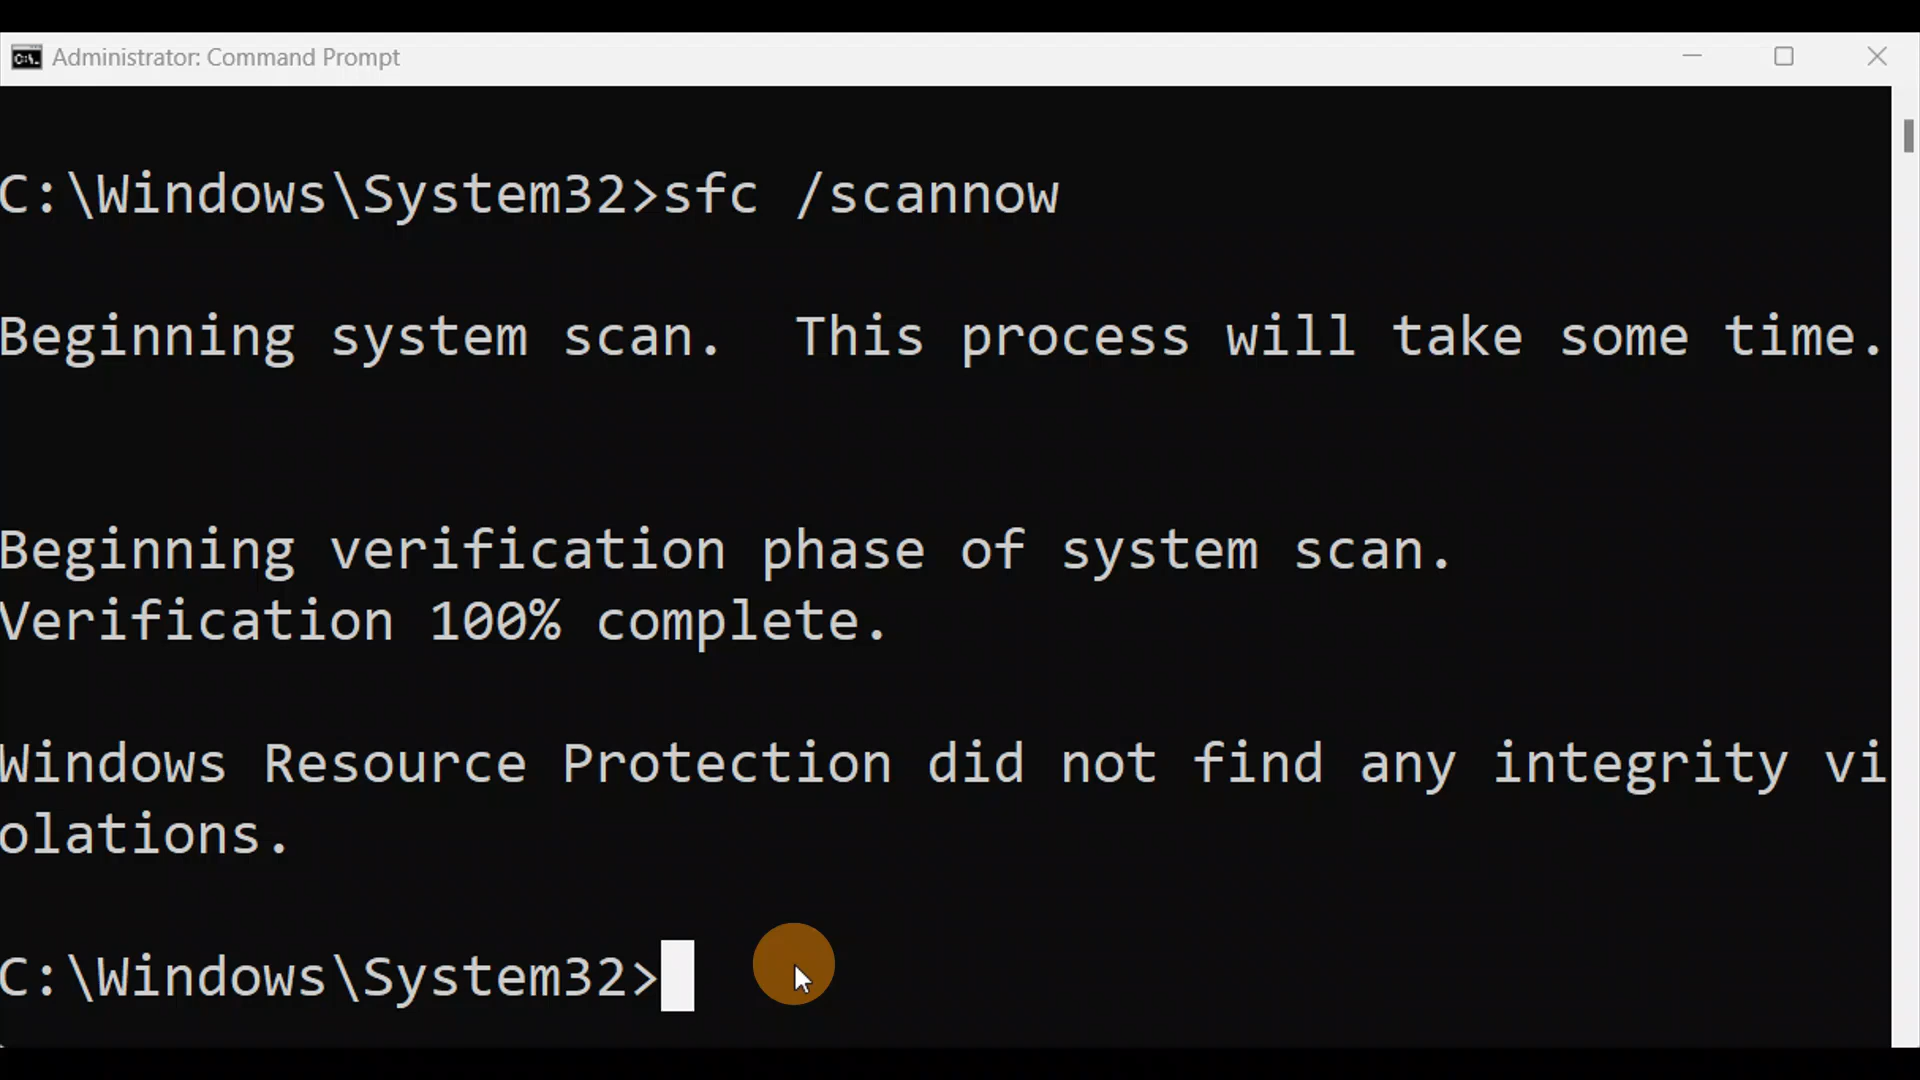 Administrator: Command Prompt
C:\Windows\System32>sfc /scannow
Beginning system scan.  This process will take some time.
Beginning verification phase of system scan.
Verification 100% complete.
Windows Resource Protection did not find any integrity vi
olations.
C:\Windows\System32>